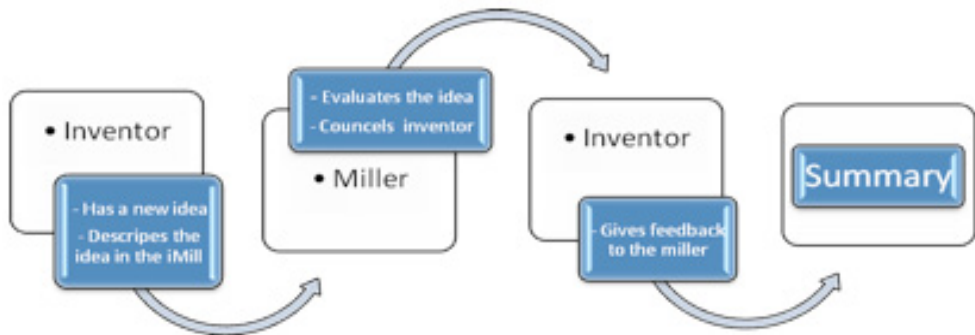 • Inventor
- Has a new idea
- Descripes the
idea in the iMill
- Evaluates the idea
- Councels inventor
• Miller
• Inventor
- Gives feedback
to the miller
Summary